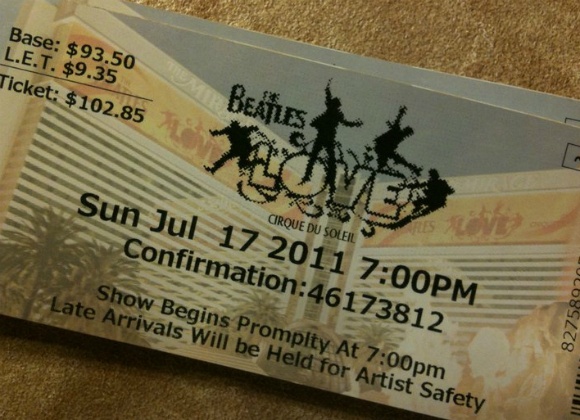 Base: $93.50
L.E.T. $9.35
Ticket: $102.85
THE
BEATLES
LOVE
CIRQUE DU SOLEIL
Sun Jul 17 2011 7:00PM
Confirmation:46173812
Show Begins Promplty At 7:00pm
Late Arrivals Will be Held for Artist Safety